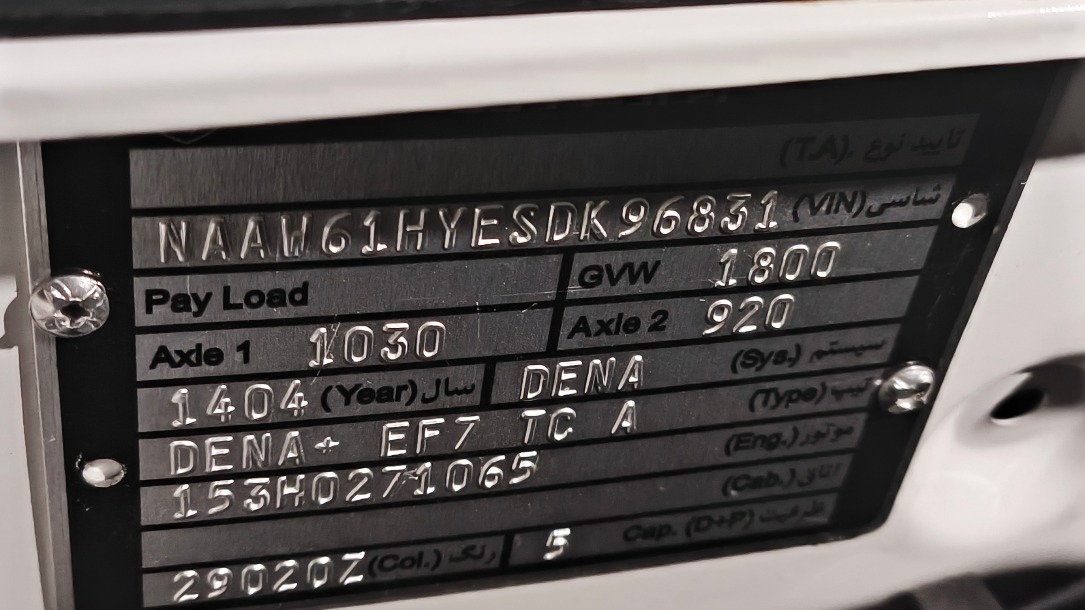 تایید نوع .(T.A)
NAAW61HYESDK96831 شاسی(VIN)
Pay Load GVW 1800
Axle 1 1030 Axle 2 920
1404 سال(Year) DENA سیستم (Sys.)
DENA+ EF7 TC A تیپ(Type)
153H0271065 موتور(Eng.)
اتاق(Cab.)
29020Z رنگ(Col.) 5 ظرفیت Cap. (D+P)